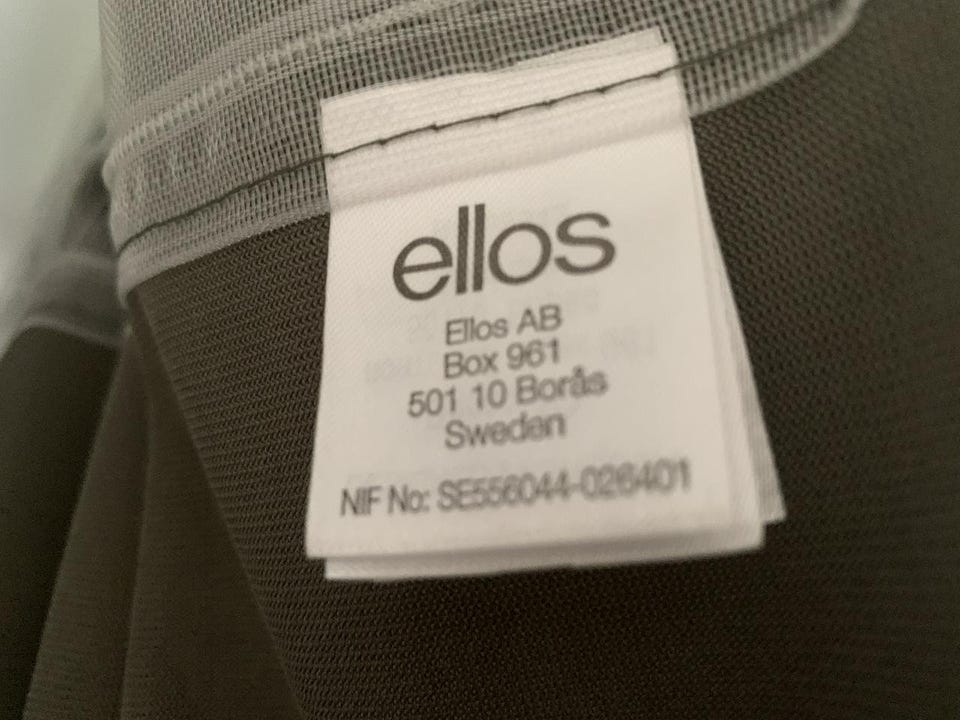 ellos
Ellos AB
Box 961
501 10 Borås
Sweden
NIF No: SE556044-026401